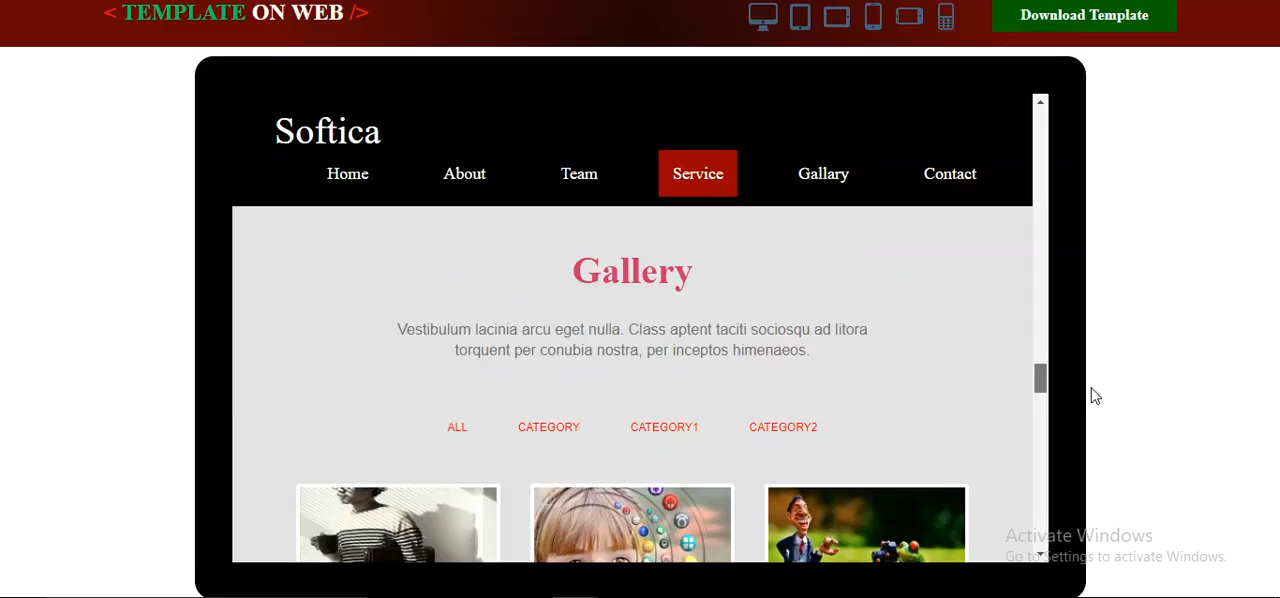 < TEMPLATE ON WEB />
Download Template
Softica
Home About Team Service Gallary Contact
Gallery
Vestibulum lacinia arcu eget nulla. Class aptent taciti sociosqu ad litora
torquent per conubia nostra, per inceptos himenaeos.
ALL CATEGORY CATEGORY1 CATEGORY2
Activate Windows
Go to Settings to activate Windows.